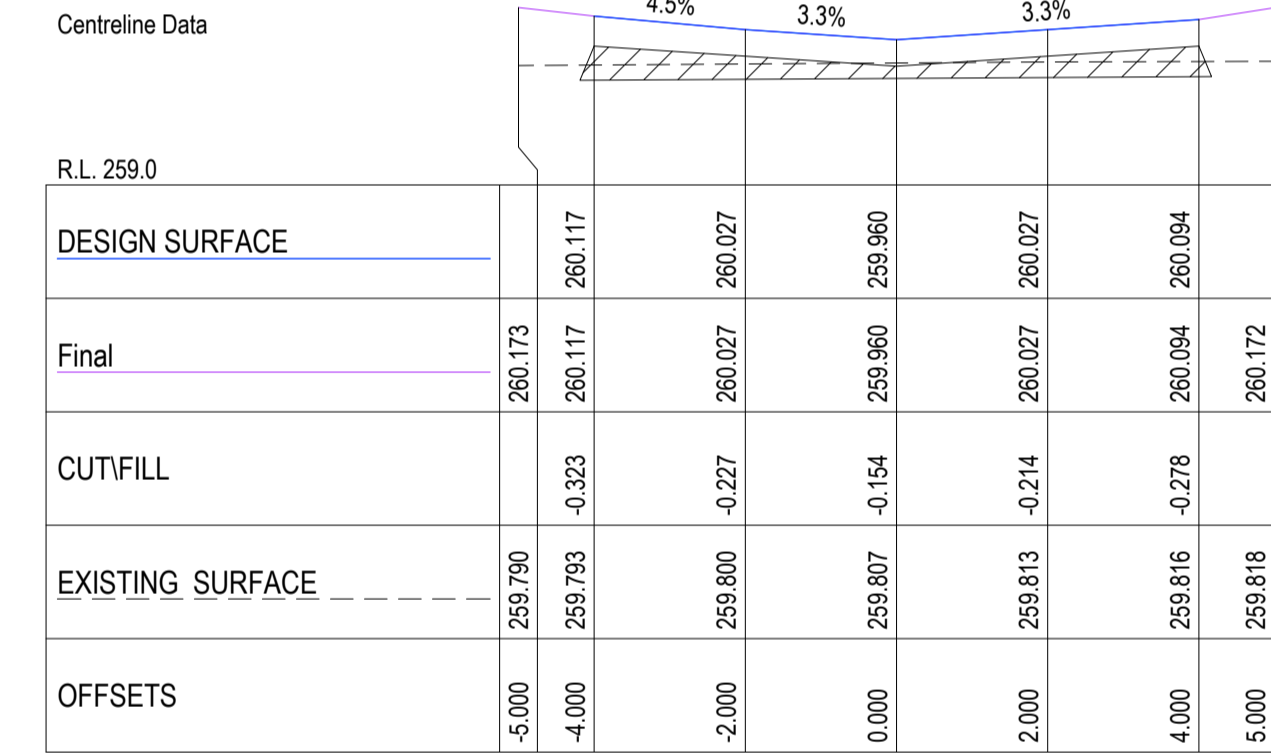 4.5% 3.3% 3.3%
Centreline Data
R.L. 259.0
DESIGN SURFACE 260.117 260.027 259.960 260.027 260.094
Final 260.173 260.117 260.027 259.960 260.027 260.094 260.172
CUT\FILL -0.323 -0.227 -0.154 -0.214 -0.278
EXISTING SURFACE 259.790 259.793 259.800 259.807 259.813 259.816 259.818
OFFSETS -5.000 -4.000 -2.000 0.000 2.000 4.000 5.000